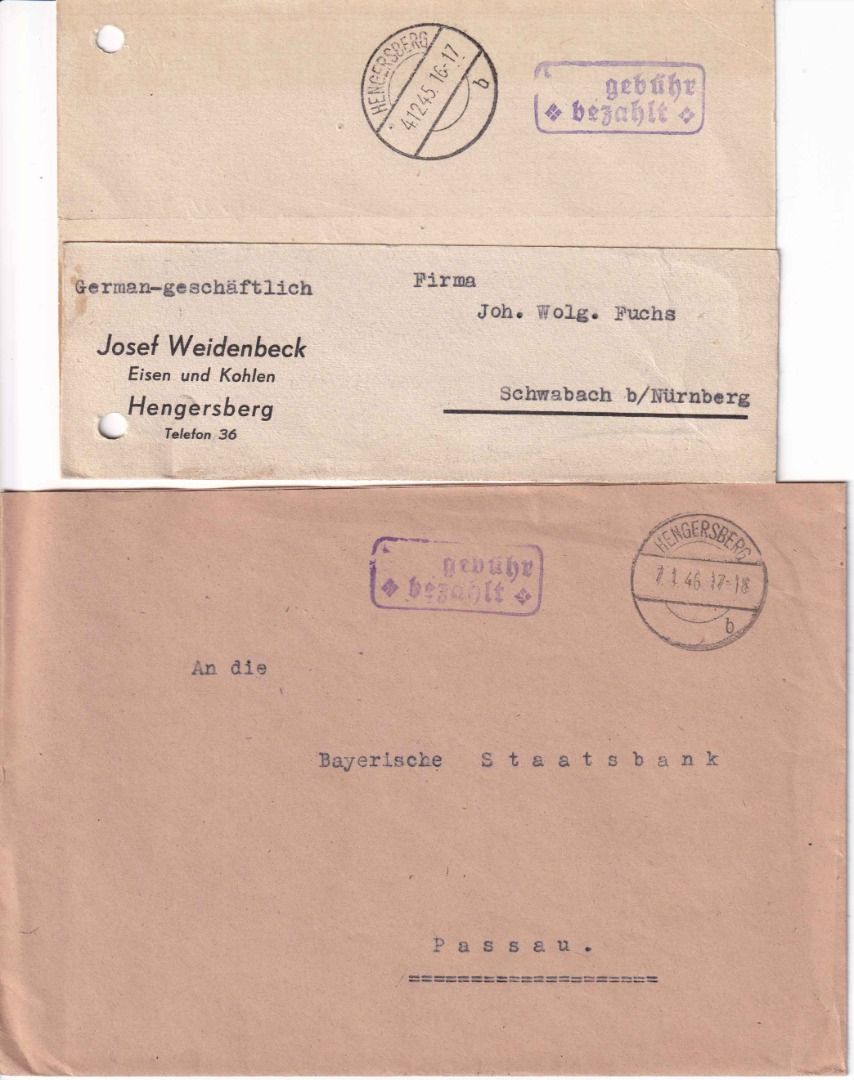 HENGERSBERG
4.12.45. 16-17
b
gebühr
bezahlt
German-geschäftlich
Firma
Joh. Wolg. Fuchs
Josef Weidenbeck
Eisen und Kohlen
Schwabach b/Nürnberg
Hengersberg
Telefon 36
gebühr
bezahlt
HENGERSBERG
7.1.46.17-18
b
An die
Bayerische Staatsbank
Passau.